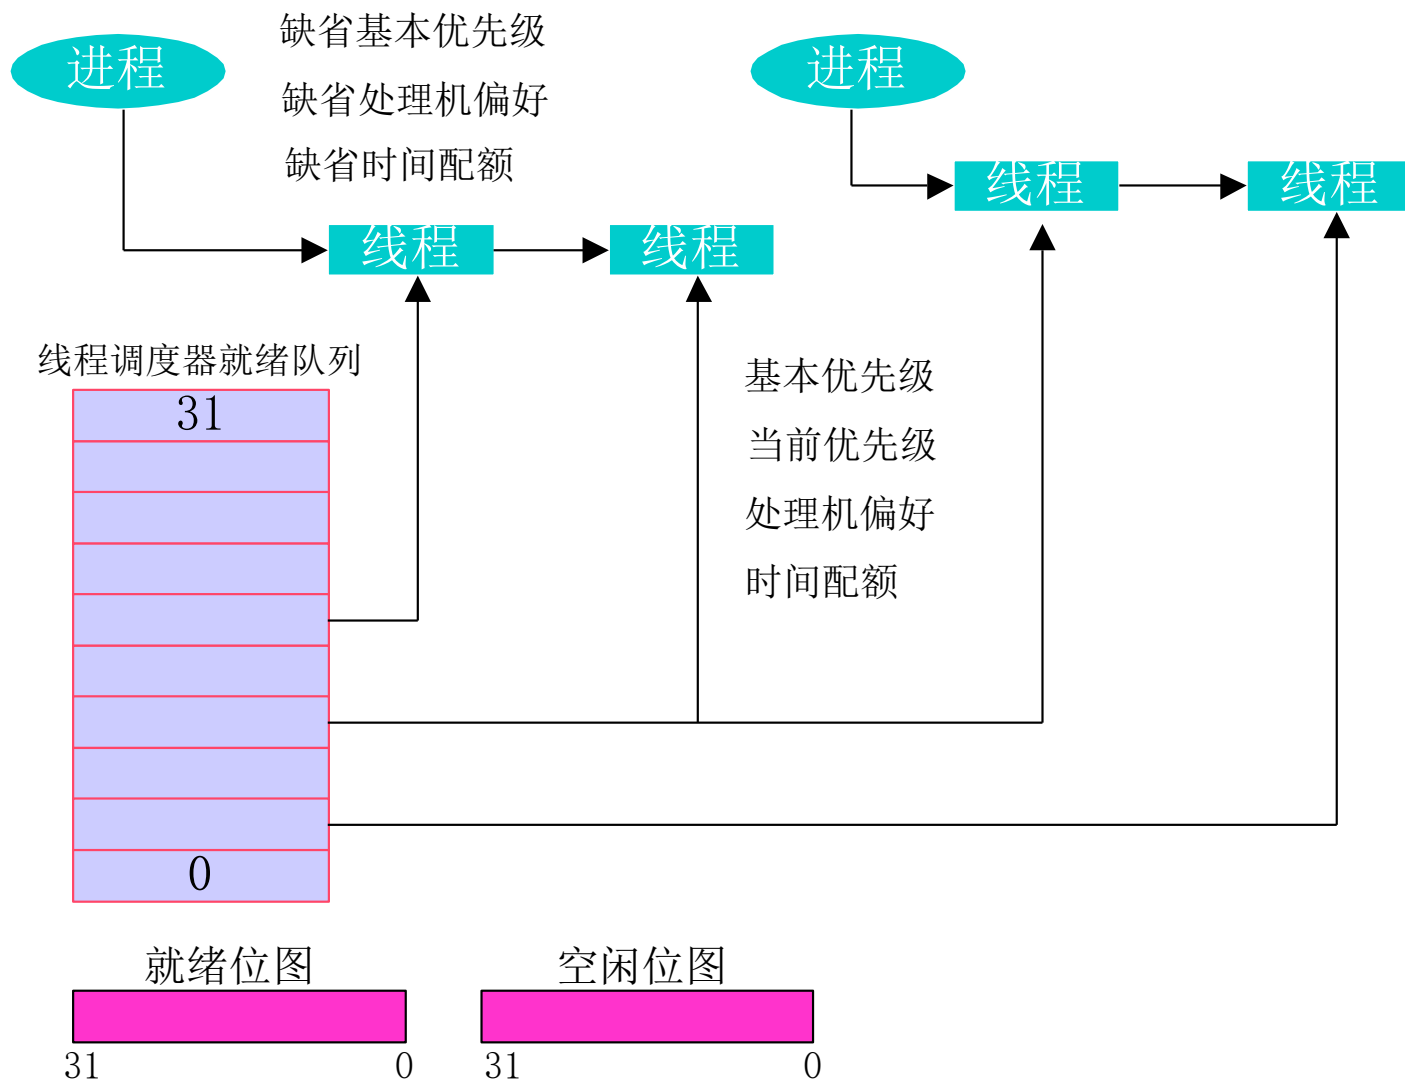 缺省基本优先级
进程
进程
缺省处理机偏好
缺省时间配额
线程
线程
线程
线程
线程调度器就绪队列
基本优先级
31
当前优先级
处理机偏好
时间配额
0
就绪位图
空闲位图
31
0
31
0